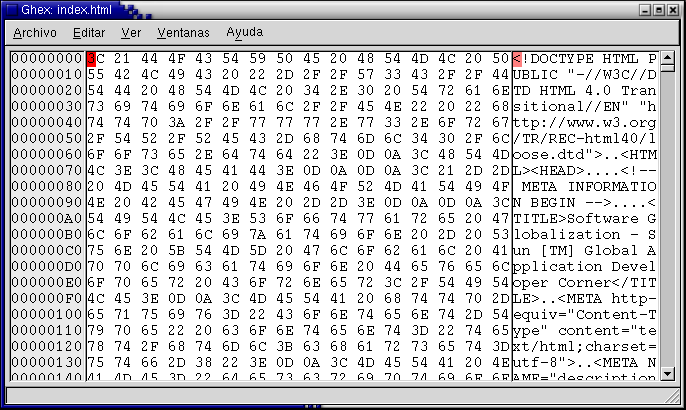 Ghex: index.html
Archivo Editar Ver Ventanas Ayuda
00000000 3C 21 44 4F 43 54 59 50 45 20 48 54 4D 4C 20 50 <!DOCTYPE HTML P
00000010 55 42 4C 49 43 20 22 2D 2F 2F 57 33 43 2F 2F 44 UBLIC "-//W3C//D
00000020 54 44 20 48 54 4D 4C 20 34 2E 30 20 54 72 61 6E TD HTML 4.0 Tran
00000030 73 69 74 69 6F 6E 61 6C 2F 2F 45 4E 22 20 22 68 sitional//EN" "h
00000040 74 74 70 3A 2F 2F 77 77 77 2E 77 33 2E 6F 72 67 ttp://www.w3.org
00000050 2F 54 52 2F 52 45 43 2D 68 74 6D 6C 34 30 2F 6C /TR/REC-html40/l
00000060 6F 6F 73 65 2E 64 74 64 22 3E 0D 0A 3C 48 54 4D oose.dtd">..<HTM
00000070 4C 3E 3C 48 45 41 44 3E 0D 0A 0D 0A 3C 21 2D 2D L><HEAD>....<!--
00000080 20 4D 45 54 41 20 49 4E 46 4F 52 4D 41 54 49 4F  META INFORMATIO
00000090 4E 20 42 45 47 49 4E 20 2D 2D 3E 0D 0A 0D 0A 3C N BEGIN -->....<
000000A0 54 49 54 4C 45 3E 53 6F 66 74 77 61 72 65 20 47 TITLE>Software G
000000B0 6C 6F 62 61 6C 69 7A 61 74 69 6F 6E 20 2D 20 53 lobalization - S
000000C0 75 6E 20 5B 54 4D 5D 20 47 6C 6F 62 61 6C 20 41 un [TM] Global A
000000D0 70 70 6C 69 63 61 74 69 6F 6E 20 44 65 76 65 6C pplication Devel
000000E0 6F 70 65 72 20 43 6F 72 6E 65 72 3C 2F 54 49 54 oper Corner</TIT
000000F0 4C 45 3E 0D 0A 3C 4D 45 54 41 20 68 74 74 70 2D LE>..<META http-
00000100 65 71 75 69 76 3D 22 43 6F 6E 74 65 6E 74 2D 54 equiv="Content-T
00000110 79 70 65 22 20 63 6F 6E 74 65 6E 74 3D 22 74 65 ype" content="te
00000120 78 74 2F 68 74 6D 6C 3B 63 68 61 72 73 65 74 3D xt/html;charset=
00000130 75 74 66 2D 38 22 3E 0D 0A 3C 4D 45 54 41 20 4E utf-8">..<META N
00000140 41 4D 45 3D 22 64 65 73 63 72 69 70 74 69 6F 6E AME="description